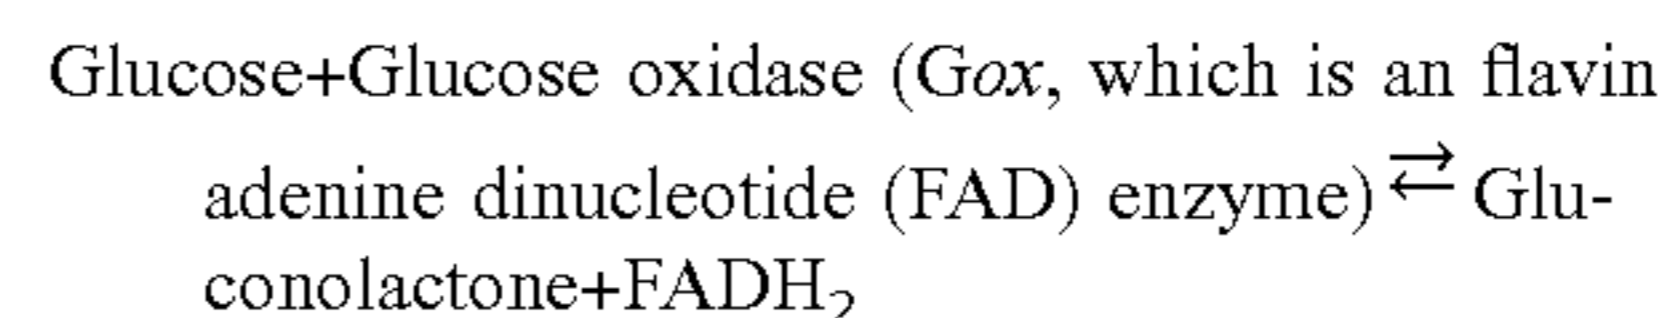 Glucose+Glucose oxidase (Gox, which is an flavin
adenine dinucleotide (FAD) enzyme)⇄Glu-
conolactone+FADH₂